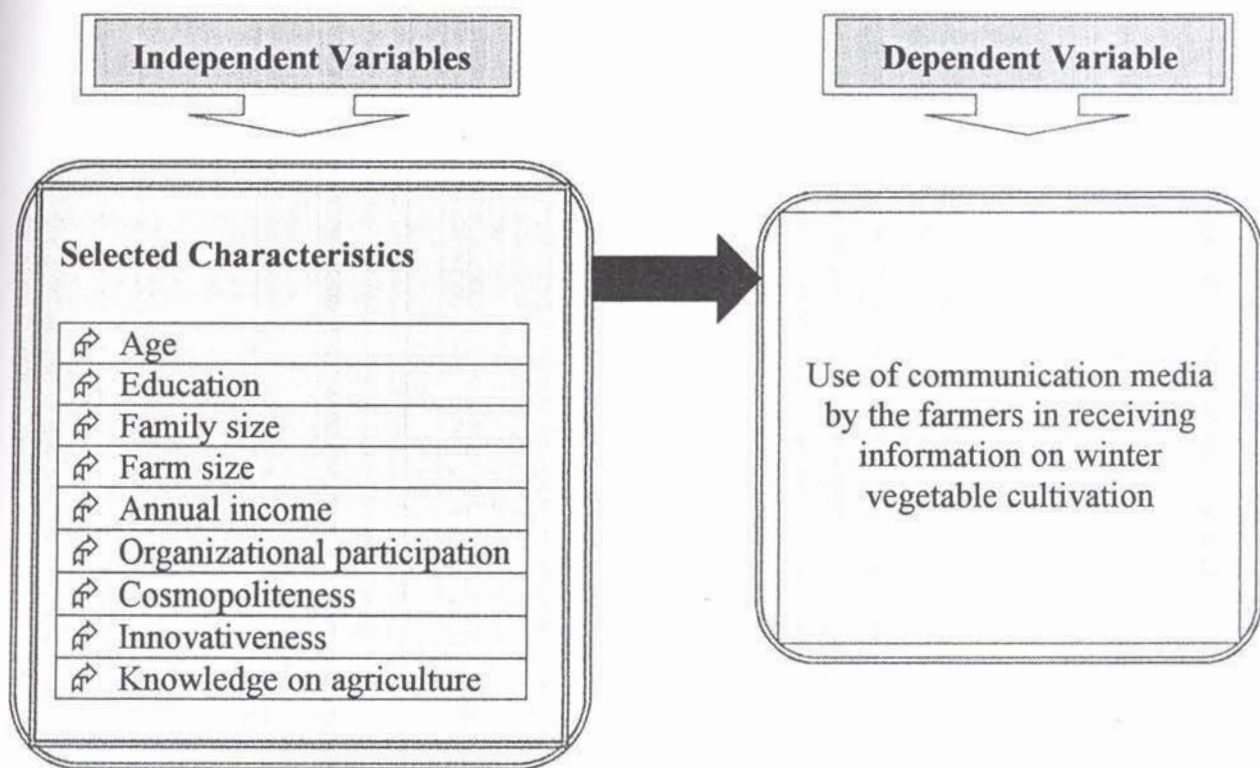 Independent Variables
Dependent Variable
Selected Characteristics
Age
Education
Family size
Farm size
Annual income
Organizational participation
Cosmopoliteness
Innovativeness
Knowledge on agriculture
Use of communication media
by the farmers in receiving
information on winter
vegetable cultivation